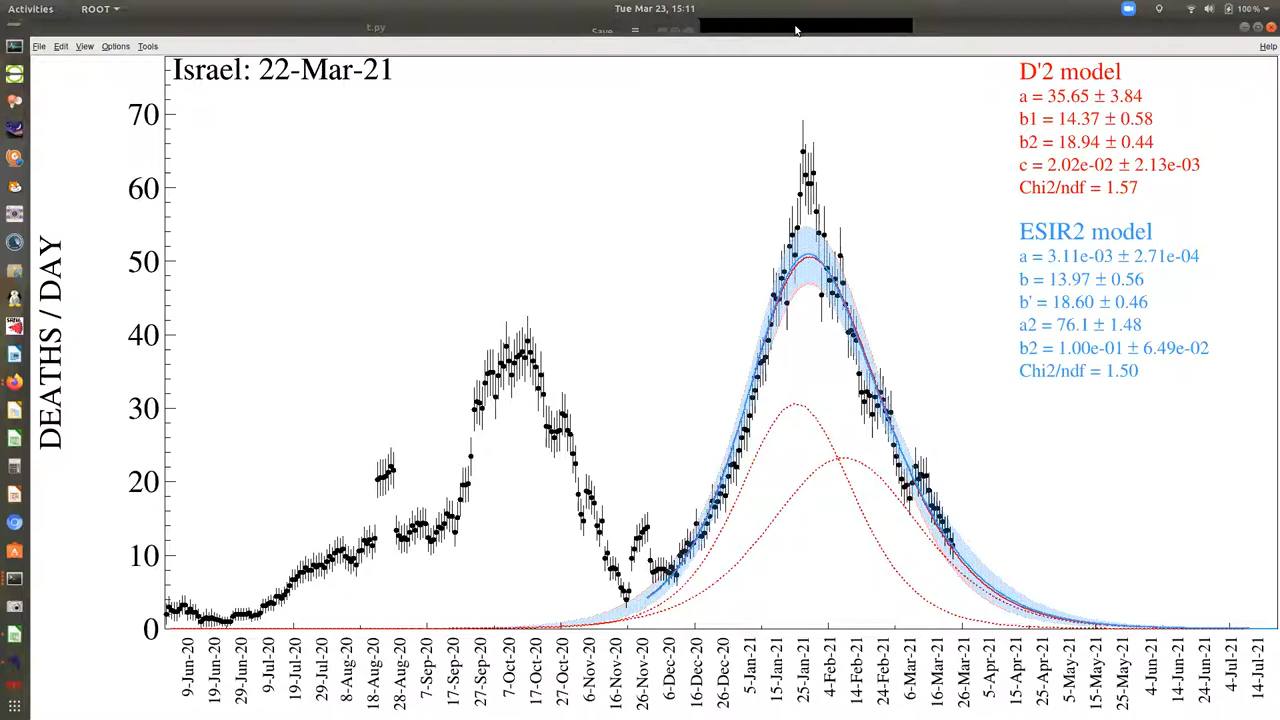 Activities
ROOT
Tue Mar 23, 15:11
100 %
t.py
Save
File Edit View Options Tools
Help
Israel: 22-Mar-21
DEATHS / DAY
70
60
50
40
30
20
10
0
D'2 model
a = 35.65 ± 3.84
b1 = 14.37 ± 0.58
b2 = 18.94 ± 0.44
c = 2.02e-02 ± 2.13e-03
Chi2/ndf = 1.57
ESIR2 model
a = 3.11e-03 ± 2.71e-04
b = 13.97 ± 0.56
b' = 18.60 ± 0.46
a2 = 76.1 ± 1.48
b2 = 1.00e-01 ± 6.49e-02
Chi2/ndf = 1.50
9-Jun-20
19-Jun-20
29-Jun-20
9-Jul-20
19-Jul-20
29-Jul-20
8-Aug-20
18-Aug-20
28-Aug-20
7-Sep-20
17-Sep-20
27-Sep-20
7-Oct-20
17-Oct-20
27-Oct-20
6-Nov-20
16-Nov-20
26-Nov-20
6-Dec-20
16-Dec-20
26-Dec-20
5-Jan-21
15-Jan-21
25-Jan-21
4-Feb-21
14-Feb-21
24-Feb-21
6-Mar-21
16-Mar-21
26-Mar-21
5-Apr-21
15-Apr-21
25-Apr-21
5-May-21
15-May-21
25-May-21
4-Jun-21
14-Jun-21
24-Jun-21
4-Jul-21
14-Jul-21